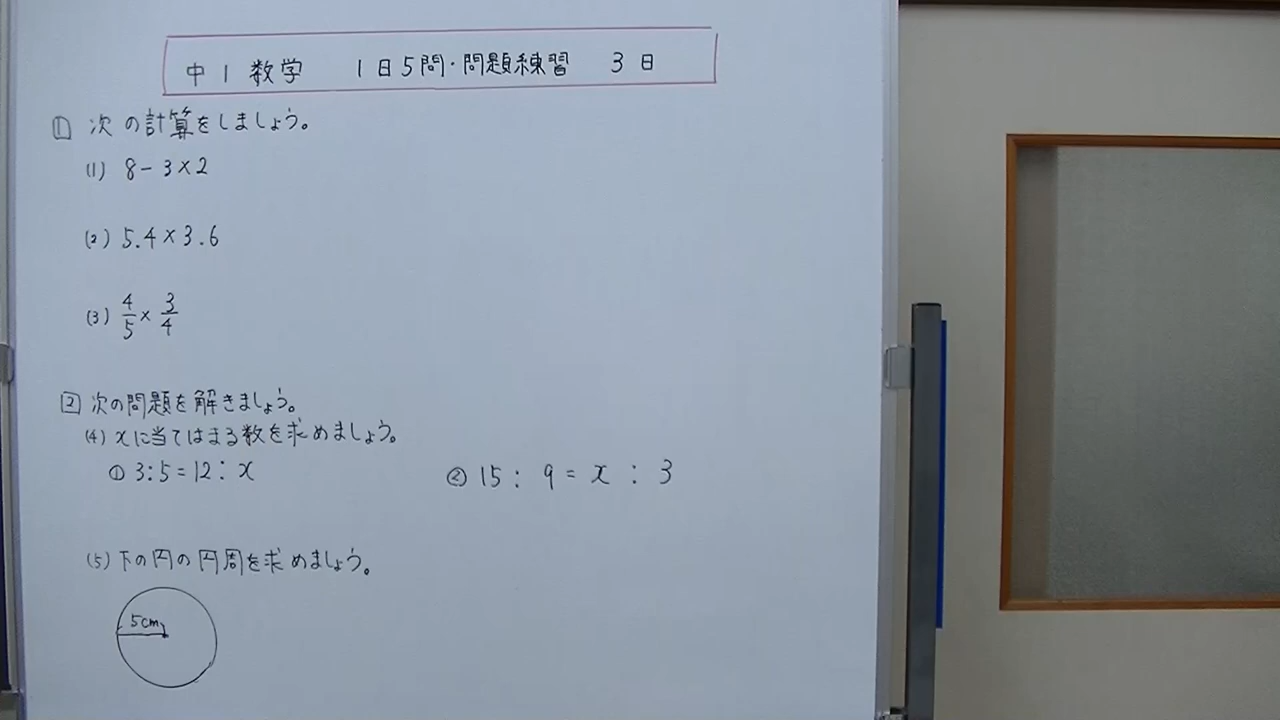 中1 数学 1日5問・問題練習 3日
1 次の計算をしましょう。
(1) 8-3×2
(2) 5.4×3.6
(3) 4/5×3/4
2 次の問題を解きましょう。
(4) xに当てはまる数を求めましょう。
① 3:5=12:x ② 15:9=x:3
(5) 下の円の円周を求めましょう。
5cm